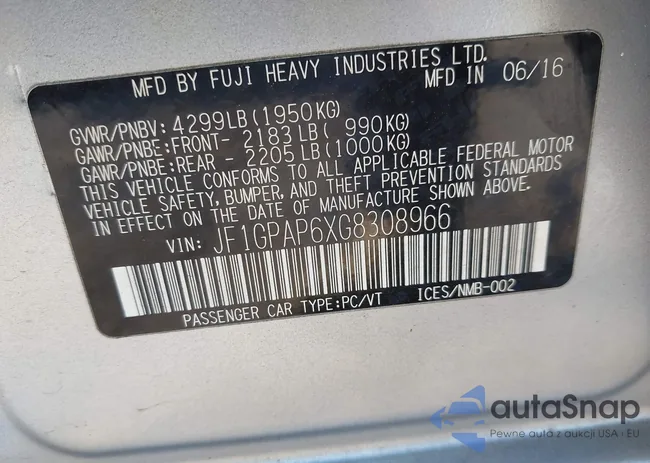 MFD BY FUJI HEAVY INDUSTRIES LTD.
MFD IN 06/16
GVWR/PNBV: 4299LB(1950KG)
GAWR/PNBE: FRONT- 2183LB( 990KG)
GAWR/PNBE: REAR - 2205LB(1000KG)
THIS VEHICLE CONFORMS TO ALL APPLICABLE FEDERAL MOTOR
VEHICLE SAFETY, BUMPER, AND THEFT PREVENTION STANDARDS
IN EFFECT ON THE DATE OF MANUFACTURE SHOWN ABOVE.
VIN: JF1GPAP6XG8308966
PASSENGER CAR TYPE:PC/VT ICES/NMB-002
autaSnap
Pewne auta z aukcji USA i EU